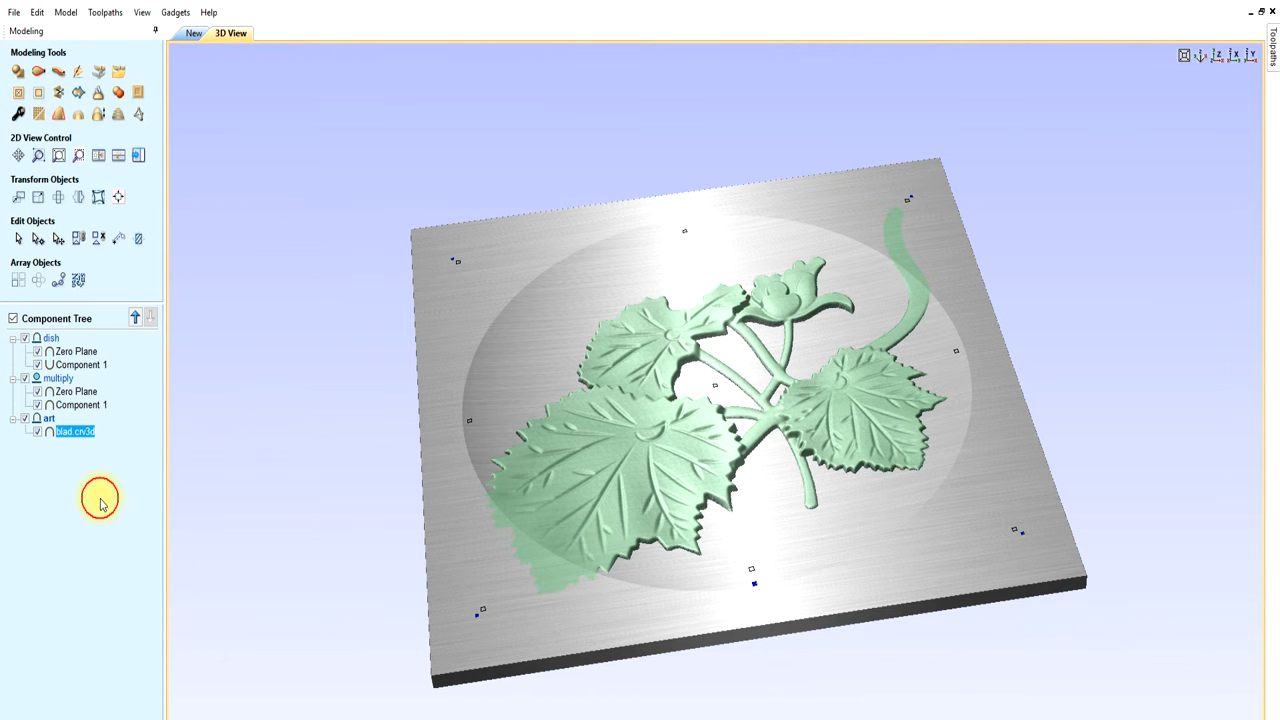 File Edit Model Toolpaths View Gadgets Help
Modeling
New 3D View
Toolpaths
Modeling Tools
2D View Control
Transform Objects
Edit Objects
Array Objects
Component Tree
dish
Zero Plane
Component 1
multiply
Zero Plane
Component 1
art
blad.crv3d